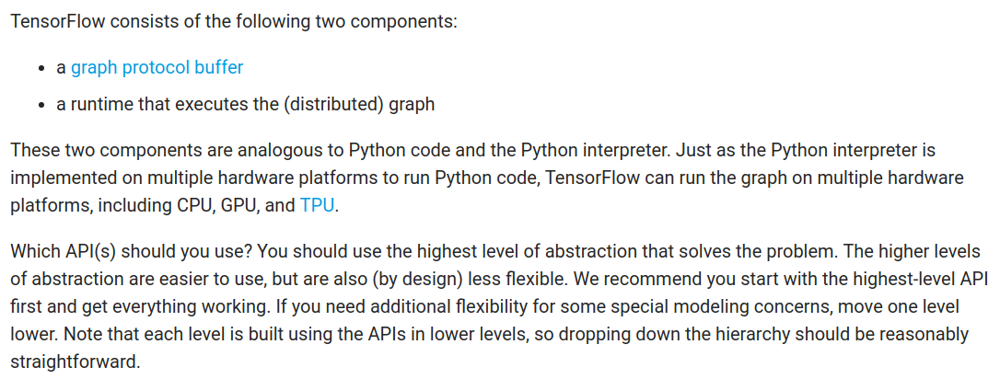 TensorFlow consists of the following two components:
• a graph protocol buffer
• a runtime that executes the (distributed) graph
These two components are analogous to Python code and the Python interpreter. Just as the Python interpreter is
implemented on multiple hardware platforms to run Python code, TensorFlow can run the graph on multiple hardware
platforms, including CPU, GPU, and TPU.
Which API(s) should you use? You should use the highest level of abstraction that solves the problem. The higher levels
of abstraction are easier to use, but are also (by design) less flexible. We recommend you start with the highest-level API
first and get everything working. If you need additional flexibility for some special modeling concerns, move one level
lower. Note that each level is built using the APIs in lower levels, so dropping down the hierarchy should be reasonably
straightforward.